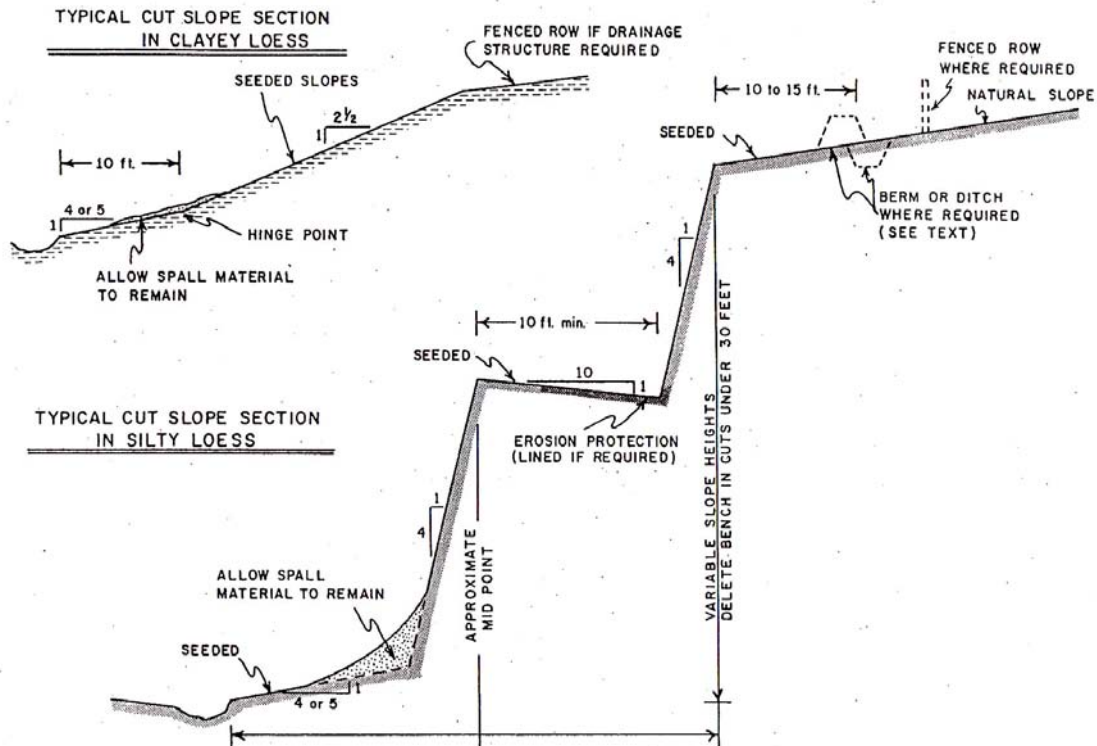 TYPICAL CUT SLOPE SECTION
IN CLAYEY LOESS
FENCED ROW IF DRAINAGE
STRUCTURE REQUIRED
SEEDED SLOPES
2 1/2
1
10 ft.
4 or 5
1
HINGE POINT
ALLOW SPALL MATERIAL
TO REMAIN
FENCED ROW
WHERE REQUIRED
10 to 15 ft.
NATURAL SLOPE
SEEDED
BERM OR DITCH
WHERE REQUIRED
(SEE TEXT)
1
4
10 ft. min.
SEEDED
10
1
EROSION PROTECTION
(LINED IF REQUIRED)
TYPICAL CUT SLOPE SECTION
IN SILTY LOESS
1
4
ALLOW SPALL
MATERIAL TO REMAIN
SEEDED
1
4 or 5
APPROXIMATE
MID POINT
VARIABLE SLOPE HEIGHTS
DELETE BENCH IN CUTS UNDER 30 FEET